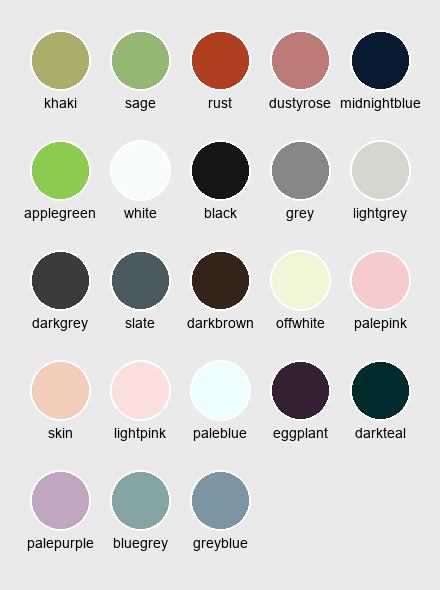 khaki sage rust dustyrose midnightblue
applegreen white black grey lightgrey
darkgrey slate darkbrown offwhite palepink
skin lightpink paleblue eggplant darkteal
palepurple bluegrey greyblue